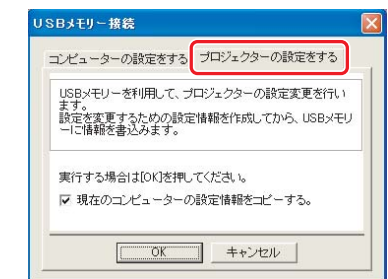 USBメモリー接続
コンピューターの設定をする プロジェクターの設定をする
USBメモリーを利用して、プロジェクターの設定変更を行い
ます。
設定を変更するための設定情報を作成してから、USBメモリ
ーに情報を書込みます。
実行する場合は[OK]を押してください。
現在のコンピューターの設定情報をコピーする。
OK キャンセル